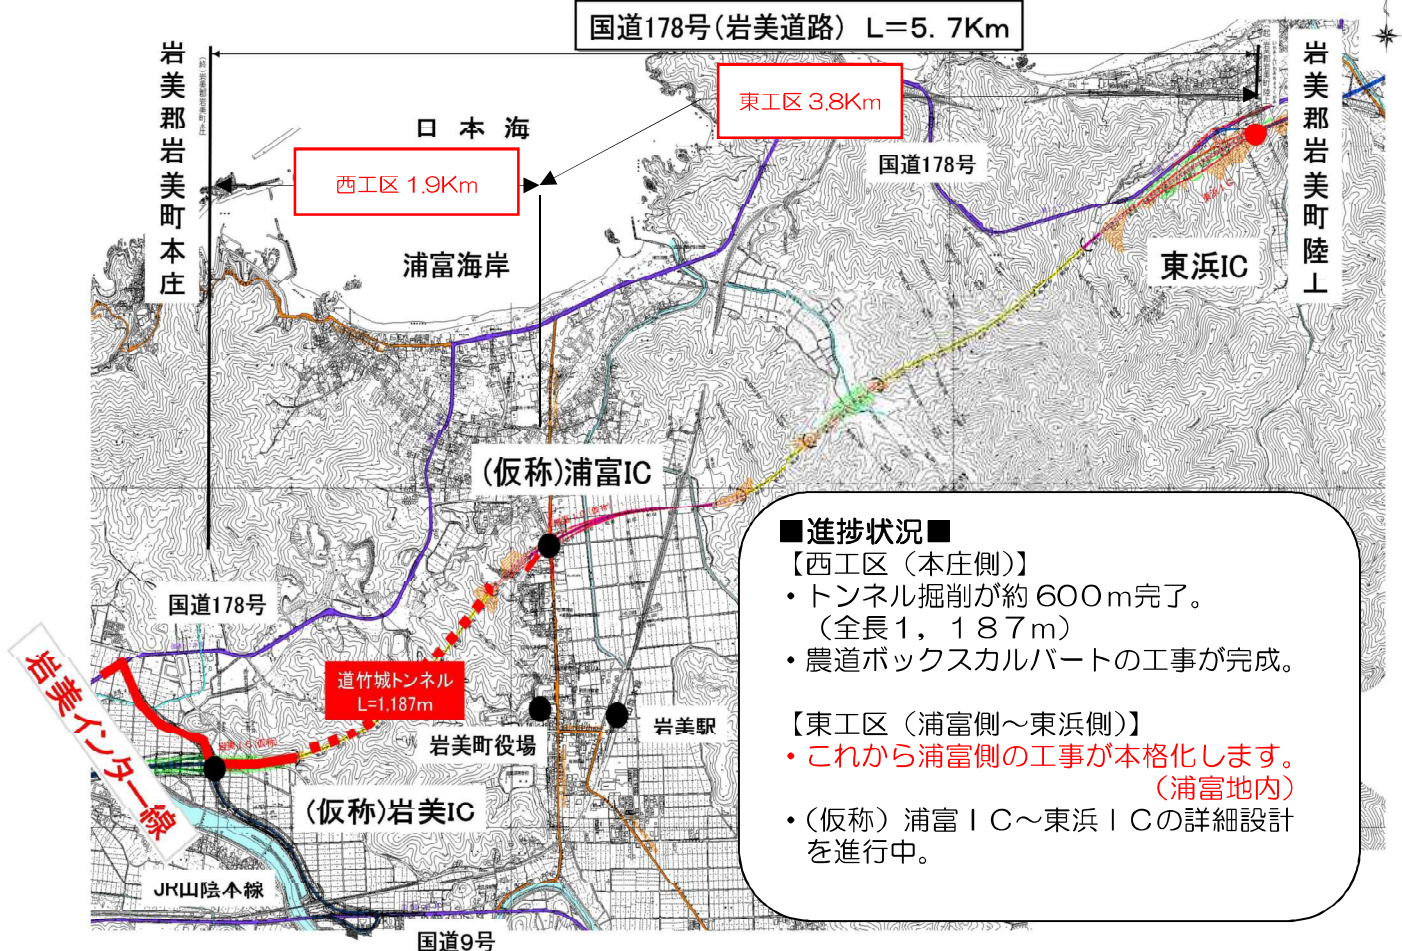 国道178号(岩美道路) L=5.7Km
岩美郡岩美町本庄
岩美郡岩美町陸上
東工区 3.8Km
日本海
西工区 1.9Km
国道178号
浦富海岸
東浜IC
(仮称)浦富IC
国道178号
岩美インター線
道竹城トンネル
L=1,187m
岩美町役場
岩美駅
(仮称)岩美IC
JR山陰本線
国道9号
■進捗状況■
【西工区（本庄側)】
・トンネル掘削が約600m完了。
（全長1，187m）
・農道ボックスカルバートの工事が完成。
【東工区（浦富側～東浜側)】
・これから浦富側の工事が本格化します。
（浦富地内）
・(仮称）浦富IC～東浜ICの詳細設計
を進行中。